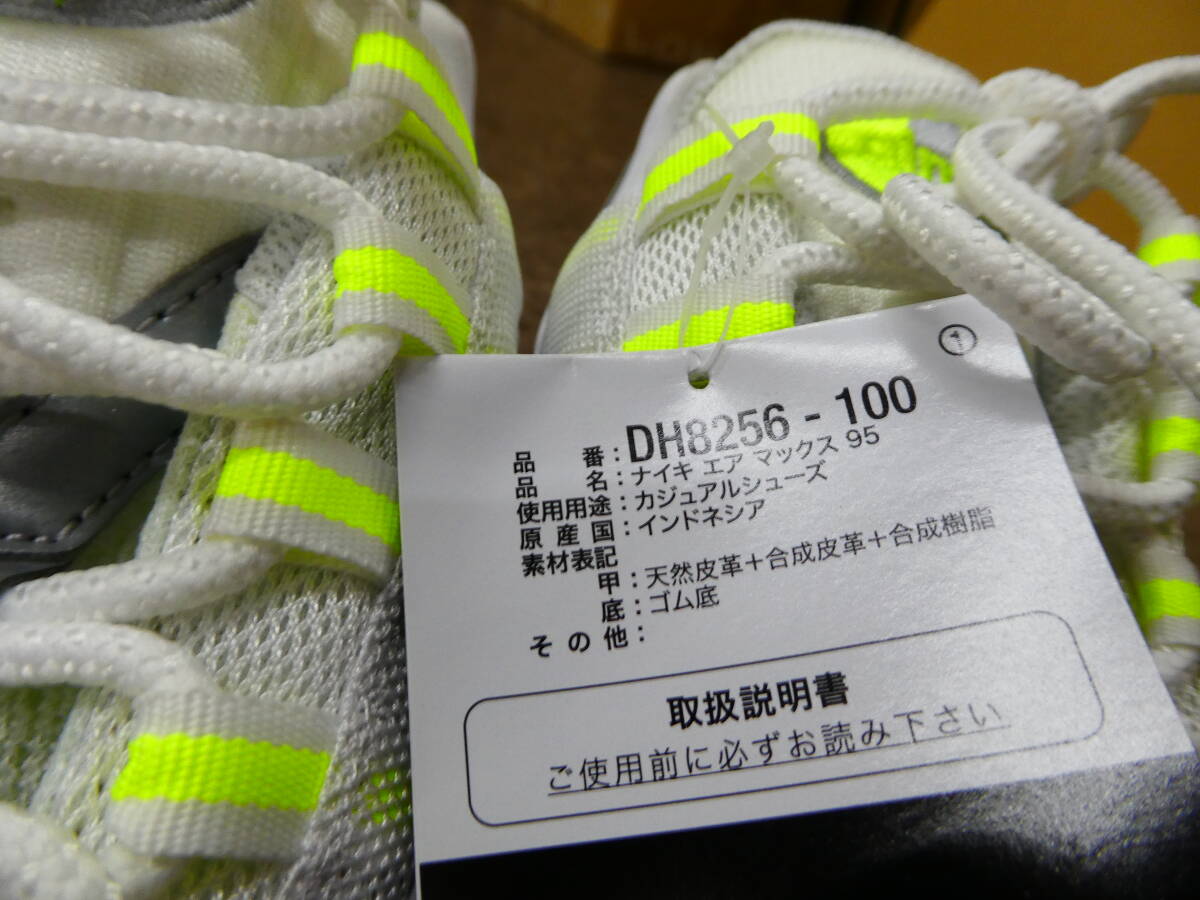 ①
品番：DH8256-100
品名：ナイキ エア マックス 95
使用用途：カジュアルシューズ
原産国：インドネシア
素材表記
甲：天然皮革＋合成皮革＋合成樹脂
底：ゴム底
その他：
取扱説明書
ご使用前に必ずお読み下さい